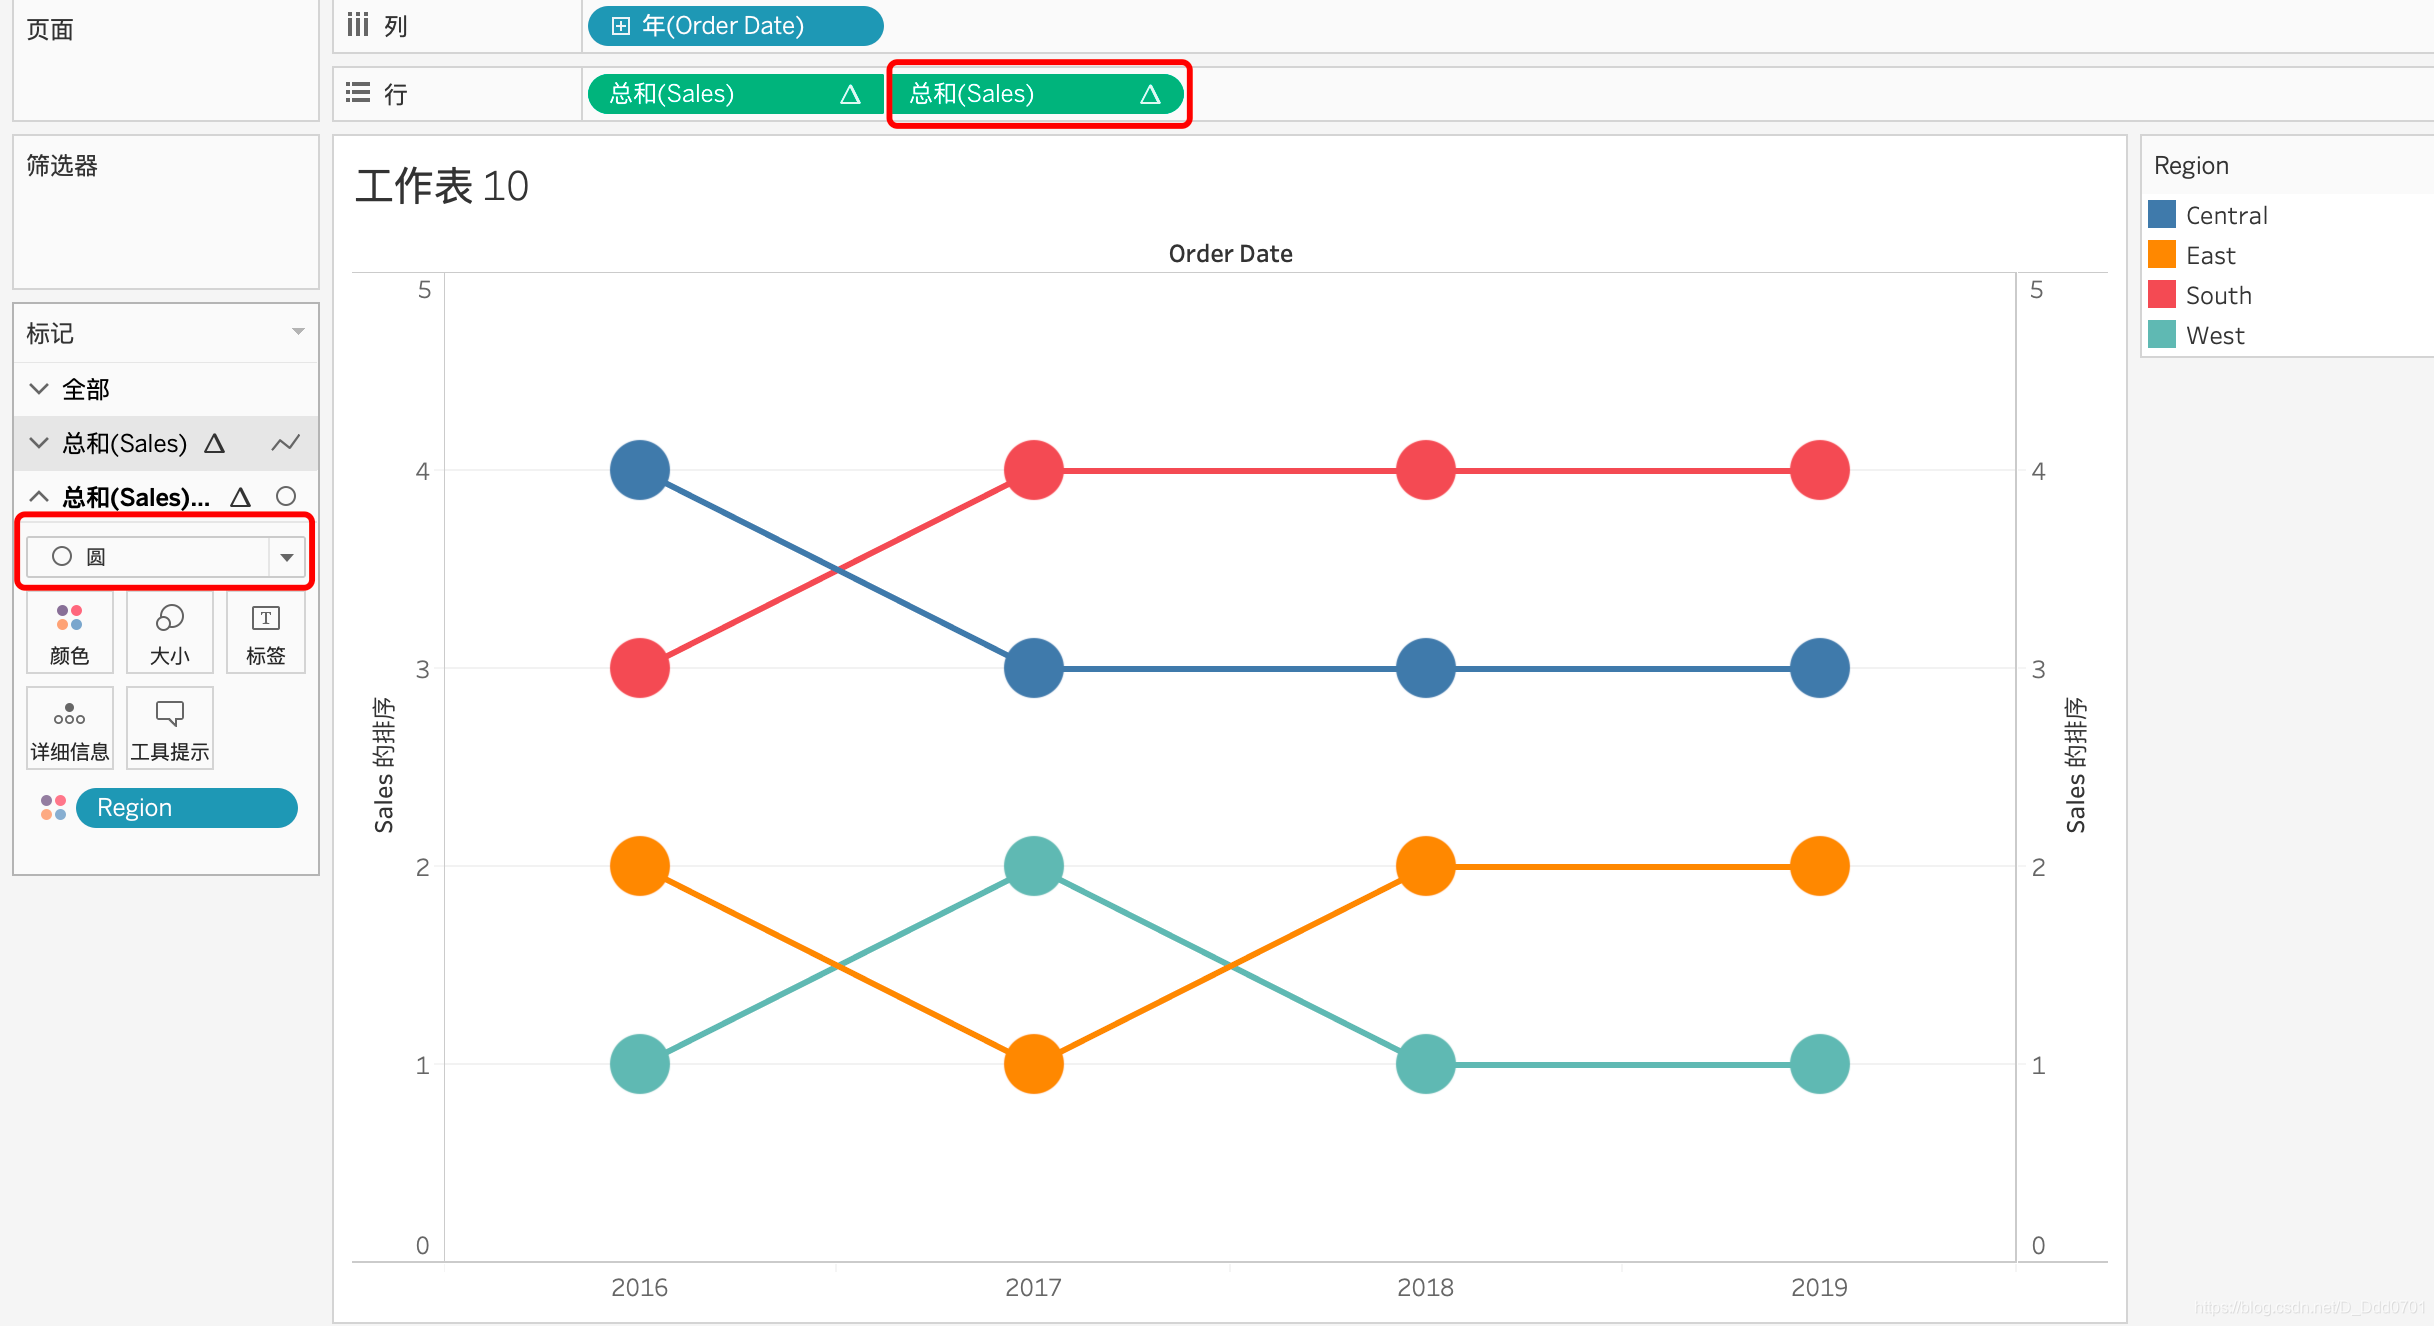 页面
列
年(Order Date)
行
总和(Sales)
总和(Sales)
筛选器
标记
全部
总和(Sales)
总和(Sales)...
圆
颜色
大小
T
标签
详细信息
工具提示
Region
工作表 10
Order Date
5
4
3
2
1
0
Sales 的排序
5
4
3
2
1
0
Sales 的排序
2016
2017
2018
2019
Region
Central
East
South
West
https://blog.csdn.net/D_Ddd0701